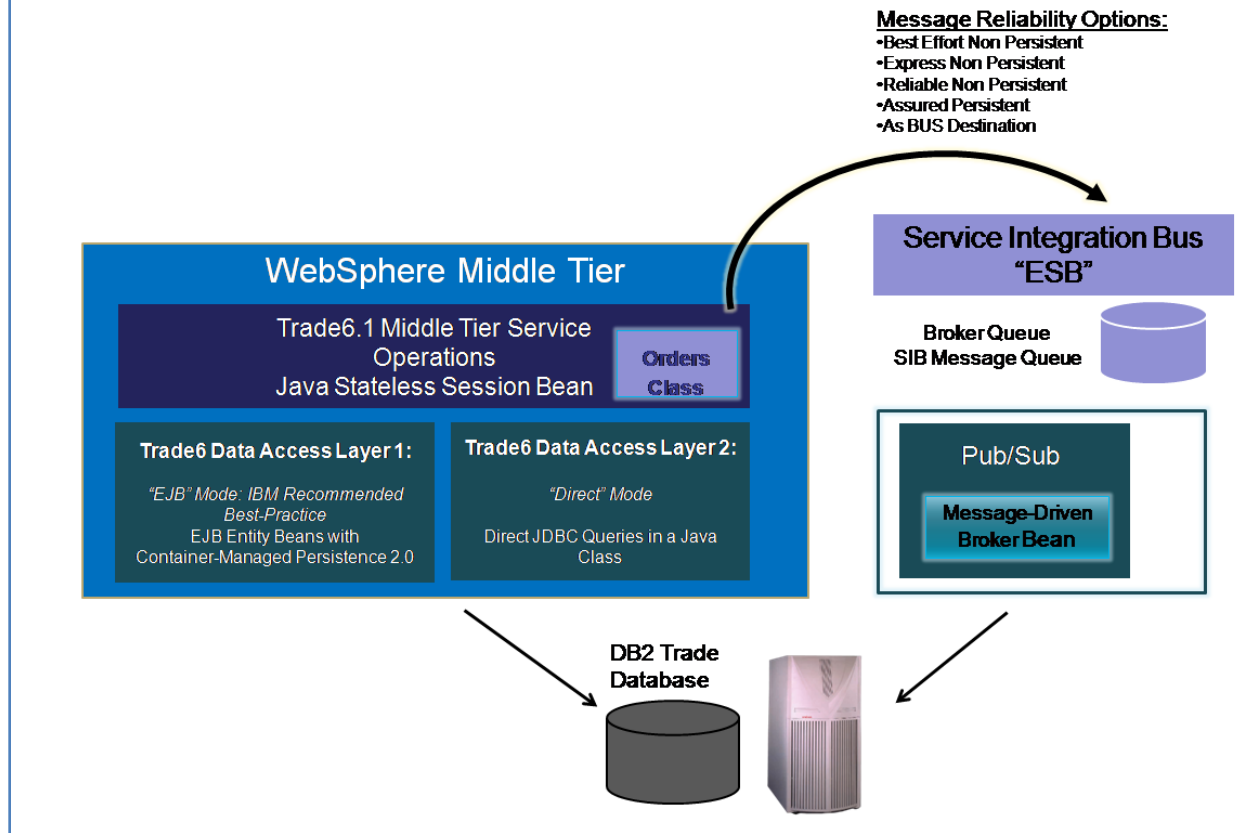 Message Reliability Options:
•Best Effort Non Persistent
•Express Non Persistent
•Reliable Non Persistent
•Assured Persistent
•As BUS Destination
Service Integration Bus
“ESB”
Broker Queue
SIB Message Queue
WebSphere Middle Tier
Trade6.1 Middle Tier Service
Operations
Java Stateless Session Bean
Orders
Class
Trade6 Data Access Layer 1:
“EJB” Mode: IBM Recommended
Best-Practice
EJB Entity Beans with
Container-Managed Persistence 2.0
Trade6 Data Access Layer 2:
“Direct” Mode
Direct JDBC Queries in a Java
Class
Pub/Sub
Message-Driven
Broker Bean
DB2 Trade
Database